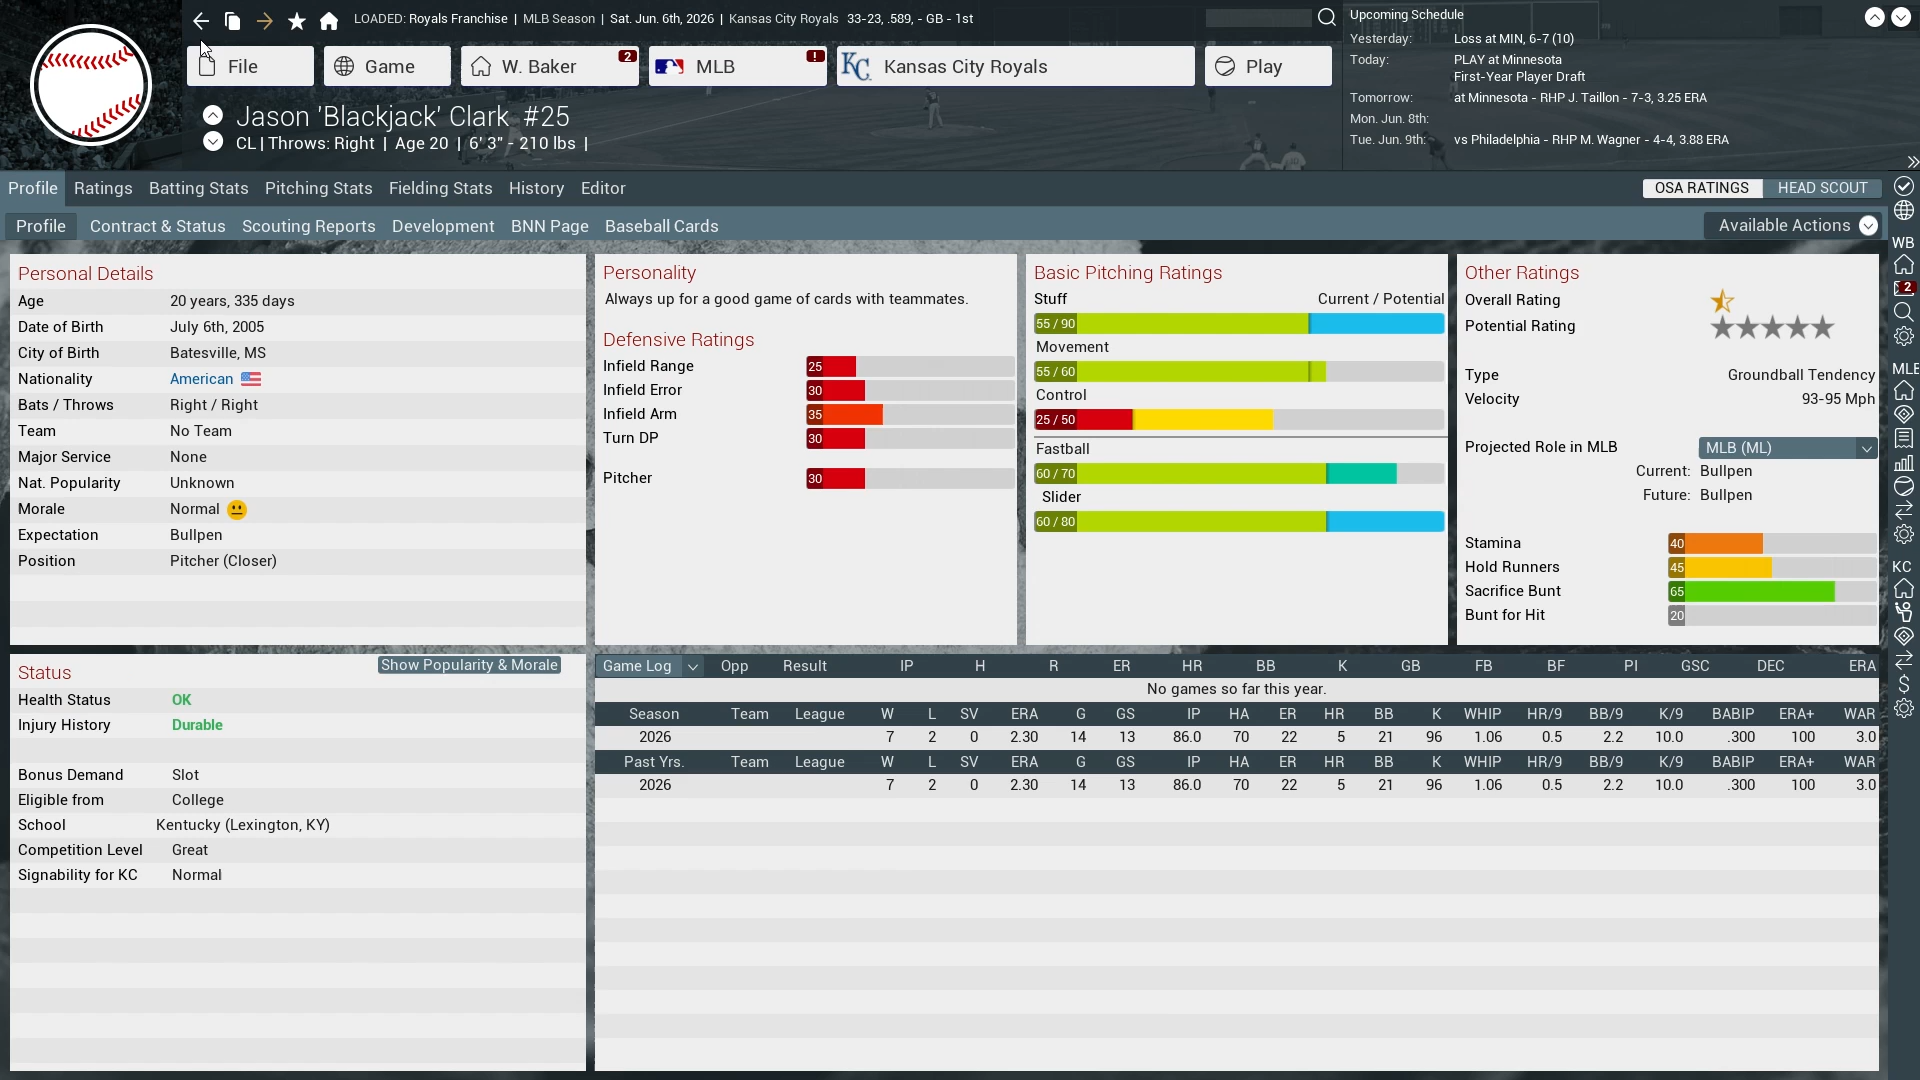 LOADED: Royals Franchise | MLB Season | Sat. Jun. 6th, 2026 | Kansas City Royals 33-23, .589, - GB - 1st
File
Game
W. Baker 2
MLB !
KC Kansas City Royals
Play
Jason 'Blackjack' Clark #25
CL | Throws: Right | Age 20 | 6' 3" - 210 lbs |
Upcoming Schedule
Yesterday: Loss at MIN, 6-7 (10)
Today: PLAY at Minnesota
First-Year Player Draft
Tomorrow: at Minnesota - RHP J. Taillon - 7-3, 3.25 ERA
Mon. Jun. 8th:
Tue. Jun. 9th: vs Philadelphia - RHP M. Wagner - 4-4, 3.88 ERA
Profile Ratings Batting Stats Pitching Stats Fielding Stats History Editor
OSA RATINGS HEAD SCOUT
Profile Contract & Status Scouting Reports Development BNN Page Baseball Cards
Available Actions
Personal Details
Age 20 years, 335 days
Date of Birth July 6th, 2005
City of Birth Batesville, MS
Nationality American
Bats / Throws Right / Right
Team No Team
Major Service None
Nat. Popularity Unknown
Morale Normal
Expectation Bullpen
Position Pitcher (Closer)
Personality
Always up for a good game of cards with teammates.
Defensive Ratings
Infield Range 25
Infield Error 30
Infield Arm 35
Turn DP 30
Pitcher 30
Basic Pitching Ratings
Stuff Current / Potential
55 / 90
Movement
55 / 60
Control
25 / 50
Fastball
60 / 70
Slider
60 / 80
Other Ratings
Overall Rating
Potential Rating
Type Groundball Tendency
Velocity 93-95 Mph
Projected Role in MLB MLB (ML)
Current: Bullpen
Future: Bullpen
Stamina 40
Hold Runners 45
Sacrifice Bunt 65
Bunt for Hit 20
WB
2
MLB
KC
Status
Show Popularity & Morale
Health Status OK
Injury History Durable
Bonus Demand Slot
Eligible from College
School Kentucky (Lexington, KY)
Competition Level Great
Signability for KC Normal
Game Log Opp Result IP H R ER HR BB K GB FB BF PI GSC DEC ERA
No games so far this year.
Season Team League W L SV ERA G GS IP HA ER HR BB K WHIP HR/9 BB/9 K/9 BABIP ERA+ WAR
2026 7 2 0 2.30 14 13 86.0 70 22 5 21 96 1.06 0.5 2.2 10.0 .300 100 3.0
Past Yrs. Team League W L SV ERA G GS IP HA ER HR BB K WHIP HR/9 BB/9 K/9 BABIP ERA+ WAR
2026 7 2 0 2.30 14 13 86.0 70 22 5 21 96 1.06 0.5 2.2 10.0 .300 100 3.0